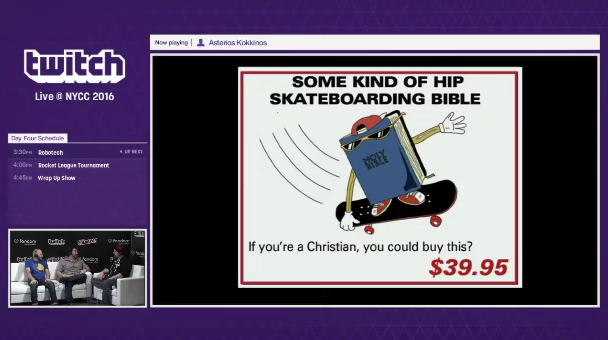 twitch
Live @ NYCC 2016
Now playing
Asterios Kokkinos
SOME KIND OF HIP
SKATEBOARDING BIBLE
HOLY
BIBLE
If you're a Christian, you could buy this?
$39.95
Day Four Schedule
3:30PM Robotech UP NEXT
4:00PM Rocket League Tournament
4:45PM Wrap Up Show
Fandom
twitch